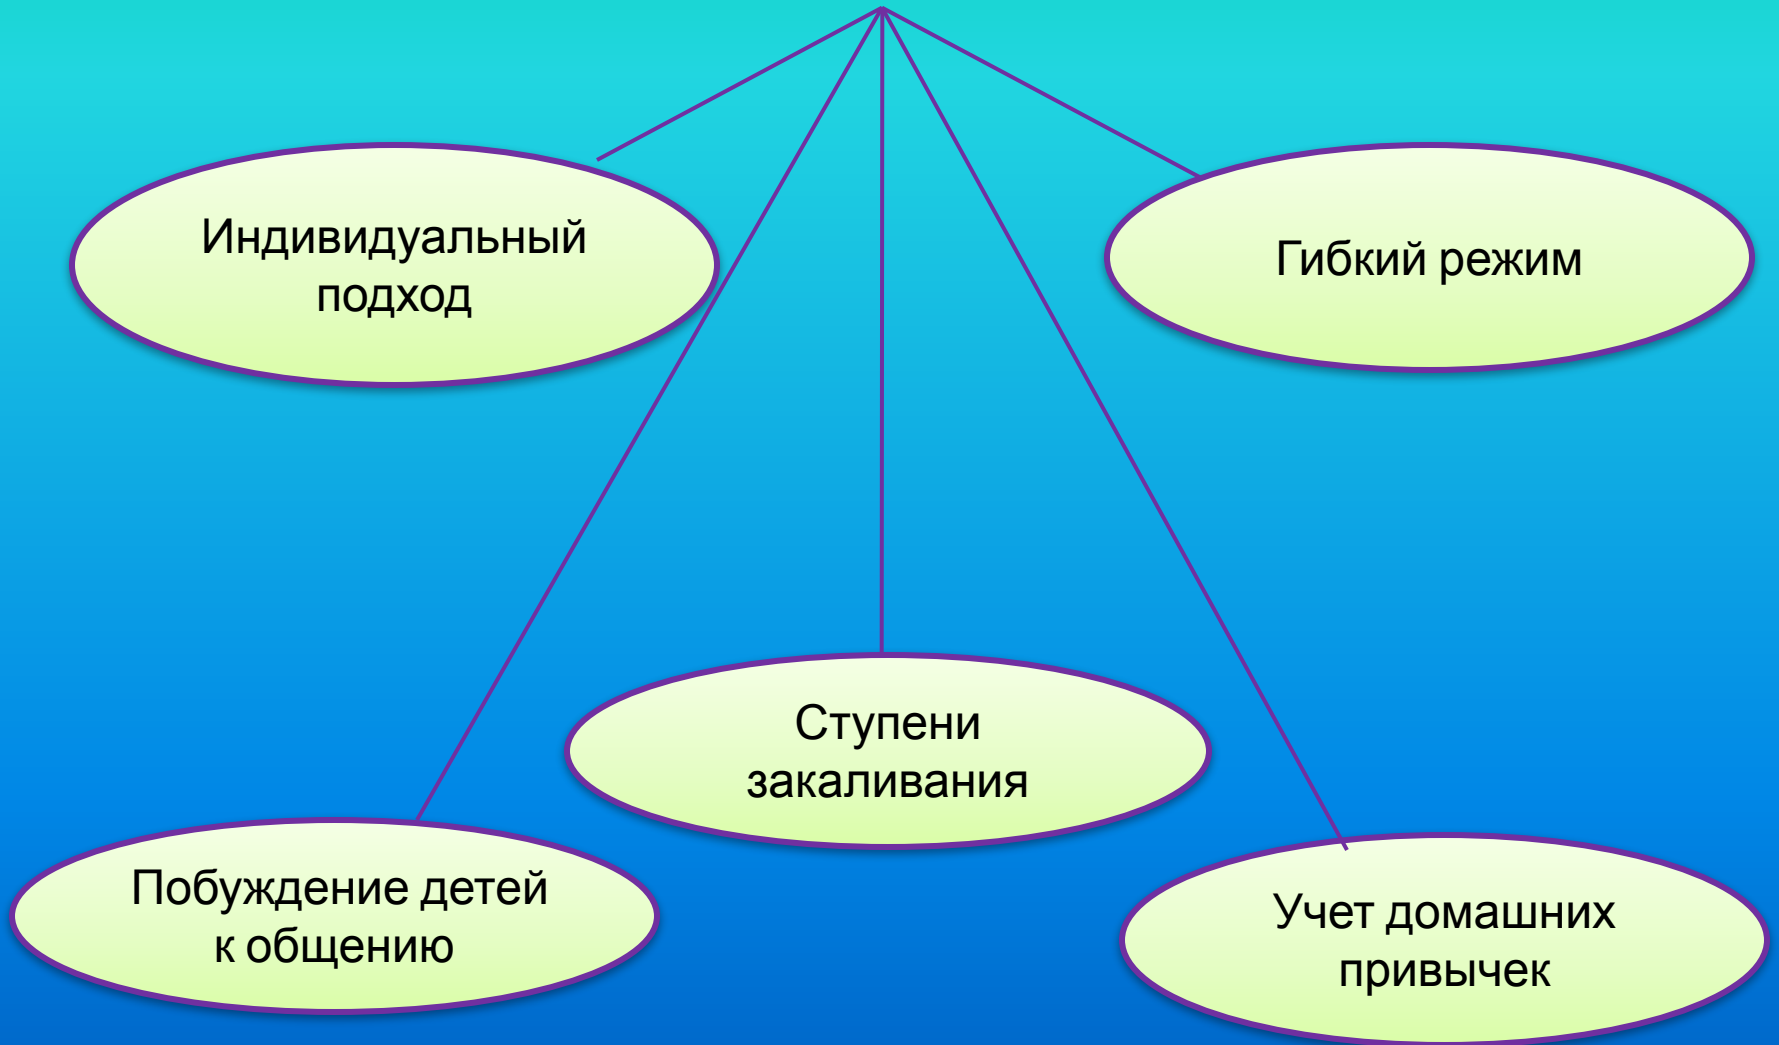 Индивидуальный
подход
Гибкий режим
Ступени
закаливания
Побуждение детей
к общению
Учет домашних
привычек